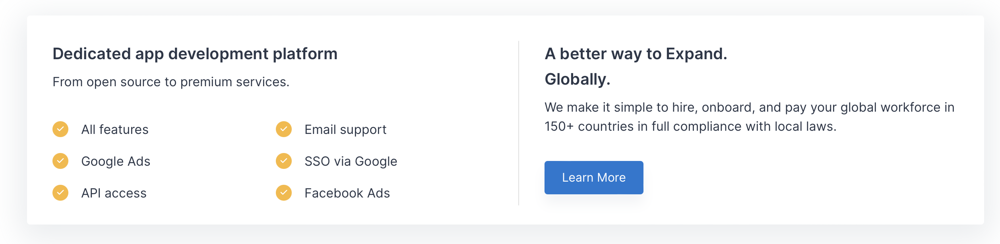 Dedicated app development platform
From open source to premium services.
All features
Email support
Google Ads
SSO via Google
API access
Facebook Ads
A better way to Expand.
Globally.
We make it simple to hire, onboard, and pay your global workforce in
150+ countries in full compliance with local laws.
Learn More